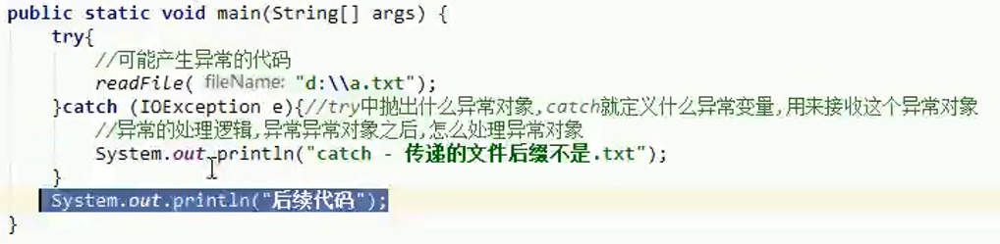 public static void main(String[] args) {
try{
//可能产生异常的代码
readFile( fileName: "d:\\a.txt");
}catch (IOException e){//try中抛出什么异常对象,catch就定义什么异常变量,用来接收这个异常对象
//异常的处理逻辑,异常异常对象之后,怎么处理异常对象
System.out.println("catch - 传递的文件后缀不是.txt");
}
System.out.println("后续代码");
}